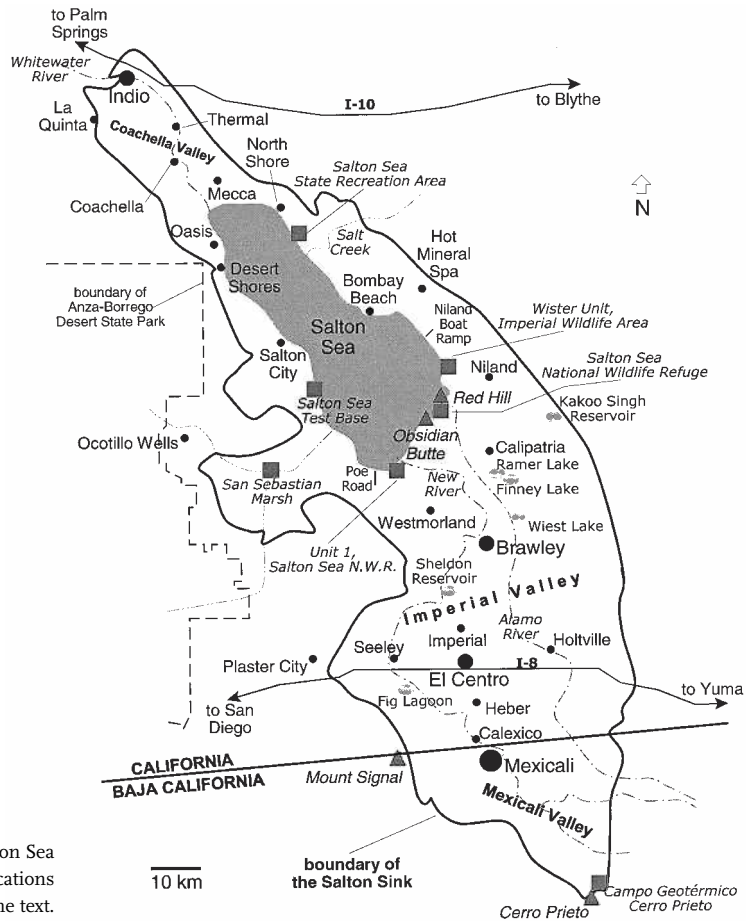 to Palm
Springs
Whitewater
River
Indio
I-10
to Blythe
La
Quinta
Thermal
Coachella Valley
North
Shore
Salton Sea
State Recreation Area
Mecca
N
Coachella
Oasis
Salt
Creek
Hot
Mineral
Spa
Desert
Shores
boundary of
Anza-Borrego
Desert State Park
Bombay
Beach
Niland
Boat
Ramp
Wister Unit,
Imperial Wildlife Area
Salton
Sea
Salton
City
Niland
Salton Sea
National Wildlife Refuge
Salton Sea
Test Base
Red Hill
Kakoo Singh
Reservoir
Obsidian
Butte
Ocotillo Wells
Calipatria
Ramer Lake
Poe
Road
New
River
Finney Lake
San Sebastian
Marsh
Westmorland
Wiest Lake
Unit 1,
Salton Sea N.W.R.
Brawley
Sheldon
Reservoir
Imperial Valley
Alamo
River
Imperial
Holtville
Seeley
Plaster City
I-8
El Centro
to Yuma
Fig Lagoon
to San
Diego
Heber
Calexico
CALIFORNIA
BAJA CALIFORNIA
Mount Signal
Mexicali
Mexicali Valley
on Sea
cations
ne text.
10 km
boundary of
the Salton Sink
Campo Geotérmico
Cerro Prieto
Cerro Prieto